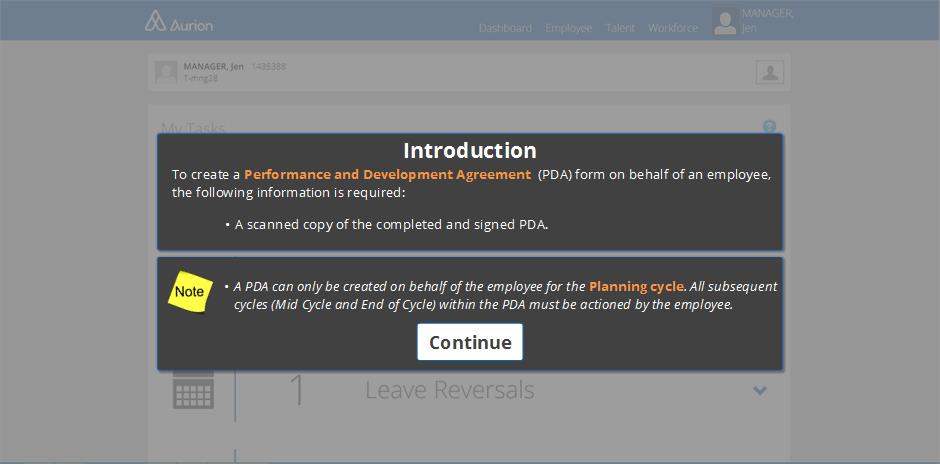 Aurion
Dashboard Employee Talent Workforce
MANAGER,
Jen
MANAGER, Jen 1435388
T-mng28
My Tasks
?
Introduction
To create a Performance and Development Agreement (PDA) form on behalf of an employee,
the following information is required:
• A scanned copy of the completed and signed PDA.
Note
• A PDA can only be created on behalf of the employee for the Planning cycle. All subsequent
cycles (Mid Cycle and End of Cycle) within the PDA must be actioned by the employee.
Continue
1 Leave Reversals